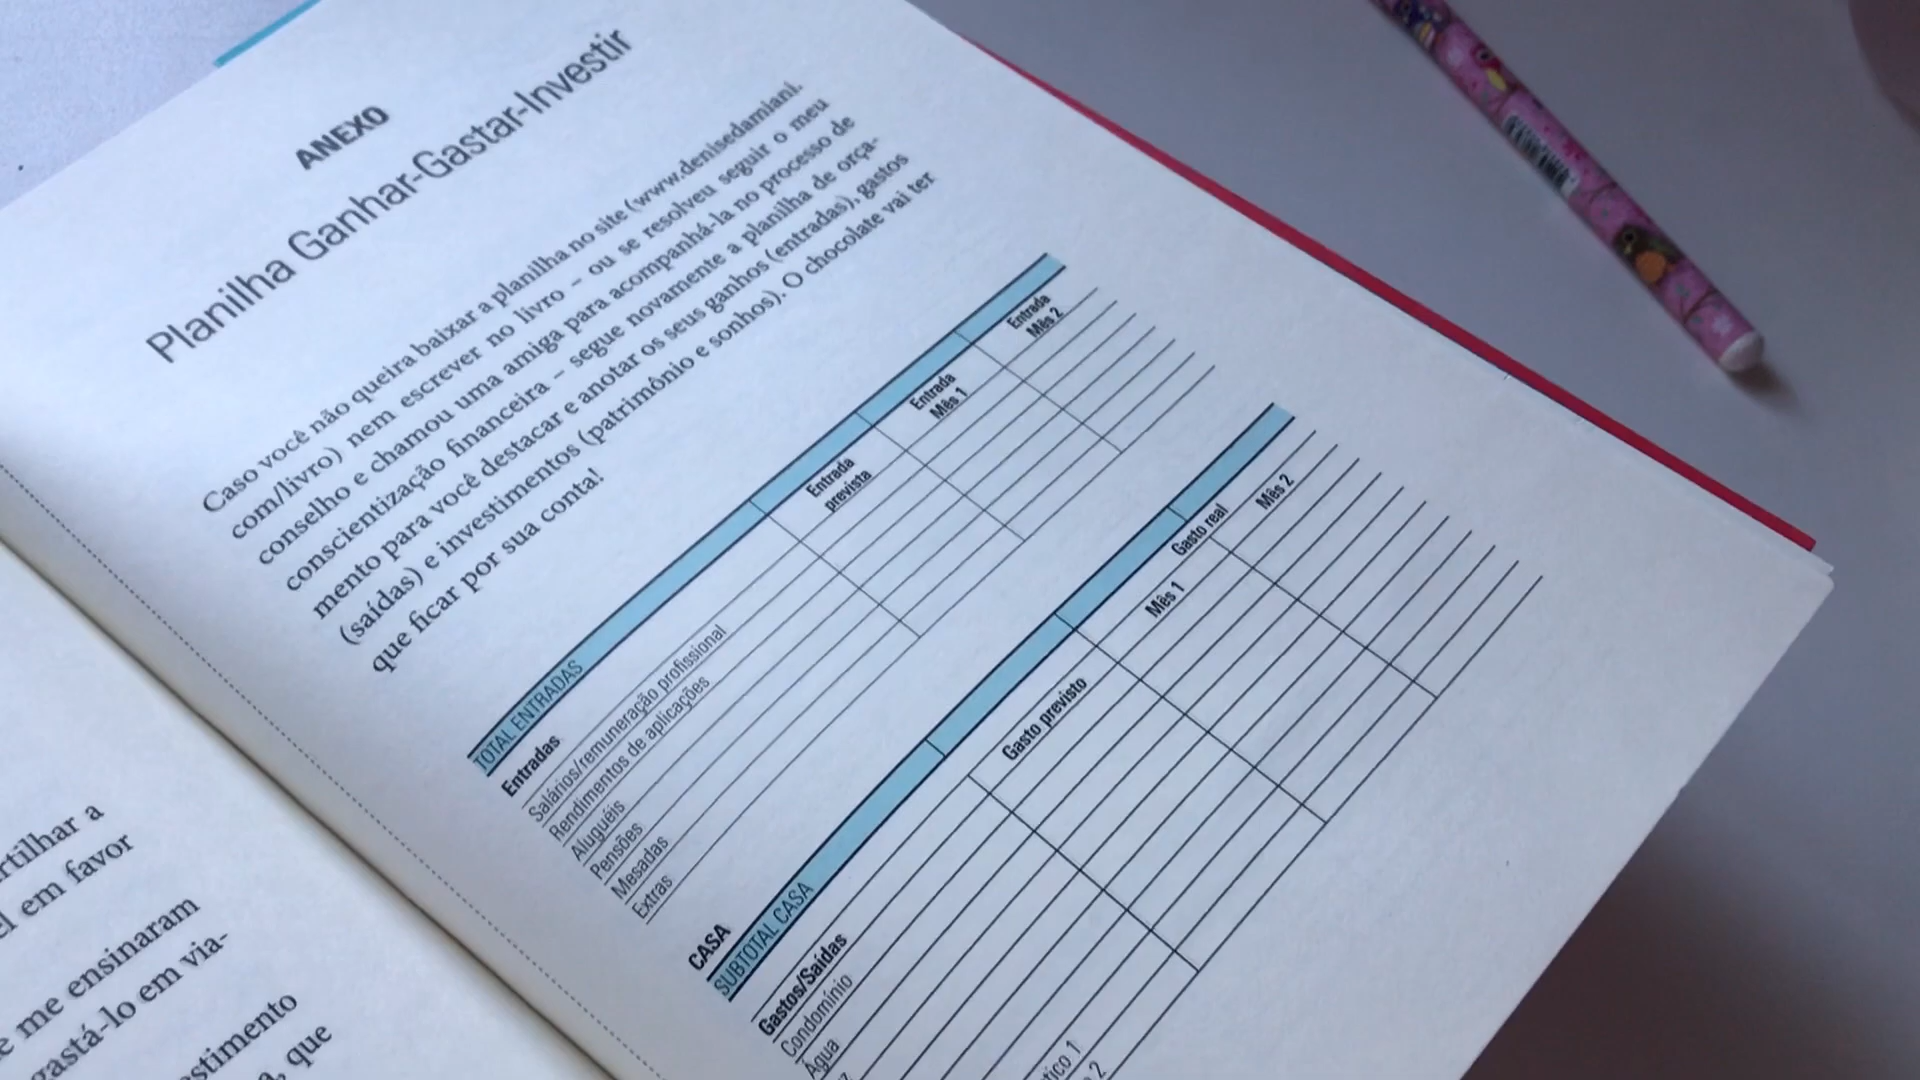 ANEXO
Planilha Ganhar-Gastar-Investir
Caso você não queira baixar a planilha no site (www.denisedamiani.
com/livro) nem escrever no livro – ou se resolveu seguir o meu
conselho e chamou uma amiga para acompanhá-la no processo de
conscientização financeira – segue novamente a planilha de orça-
mento para você destacar e anotar os seus ganhos (entradas), gastos
(saídas) e investimentos (patrimônio e sonhos). O chocolate vai ter
que ficar por sua conta!
TOTAL ENTRADAS
Entradas
Entrada prevista
Entrada Mês 1
Entrada Mês 2
Salários/remuneração profissional
Rendimentos de aplicações
Aluguéis
Pensões
Mesadas
Extras
CASA
SUBTOTAL CASA
Gastos/Saídas
Gasto previsto
Gasto real
Mês 1
Mês 2
Condomínio
Água
tico 1
2
artilhar a
el em favor
me ensinaram
gastá-lo em via-
estimento
que